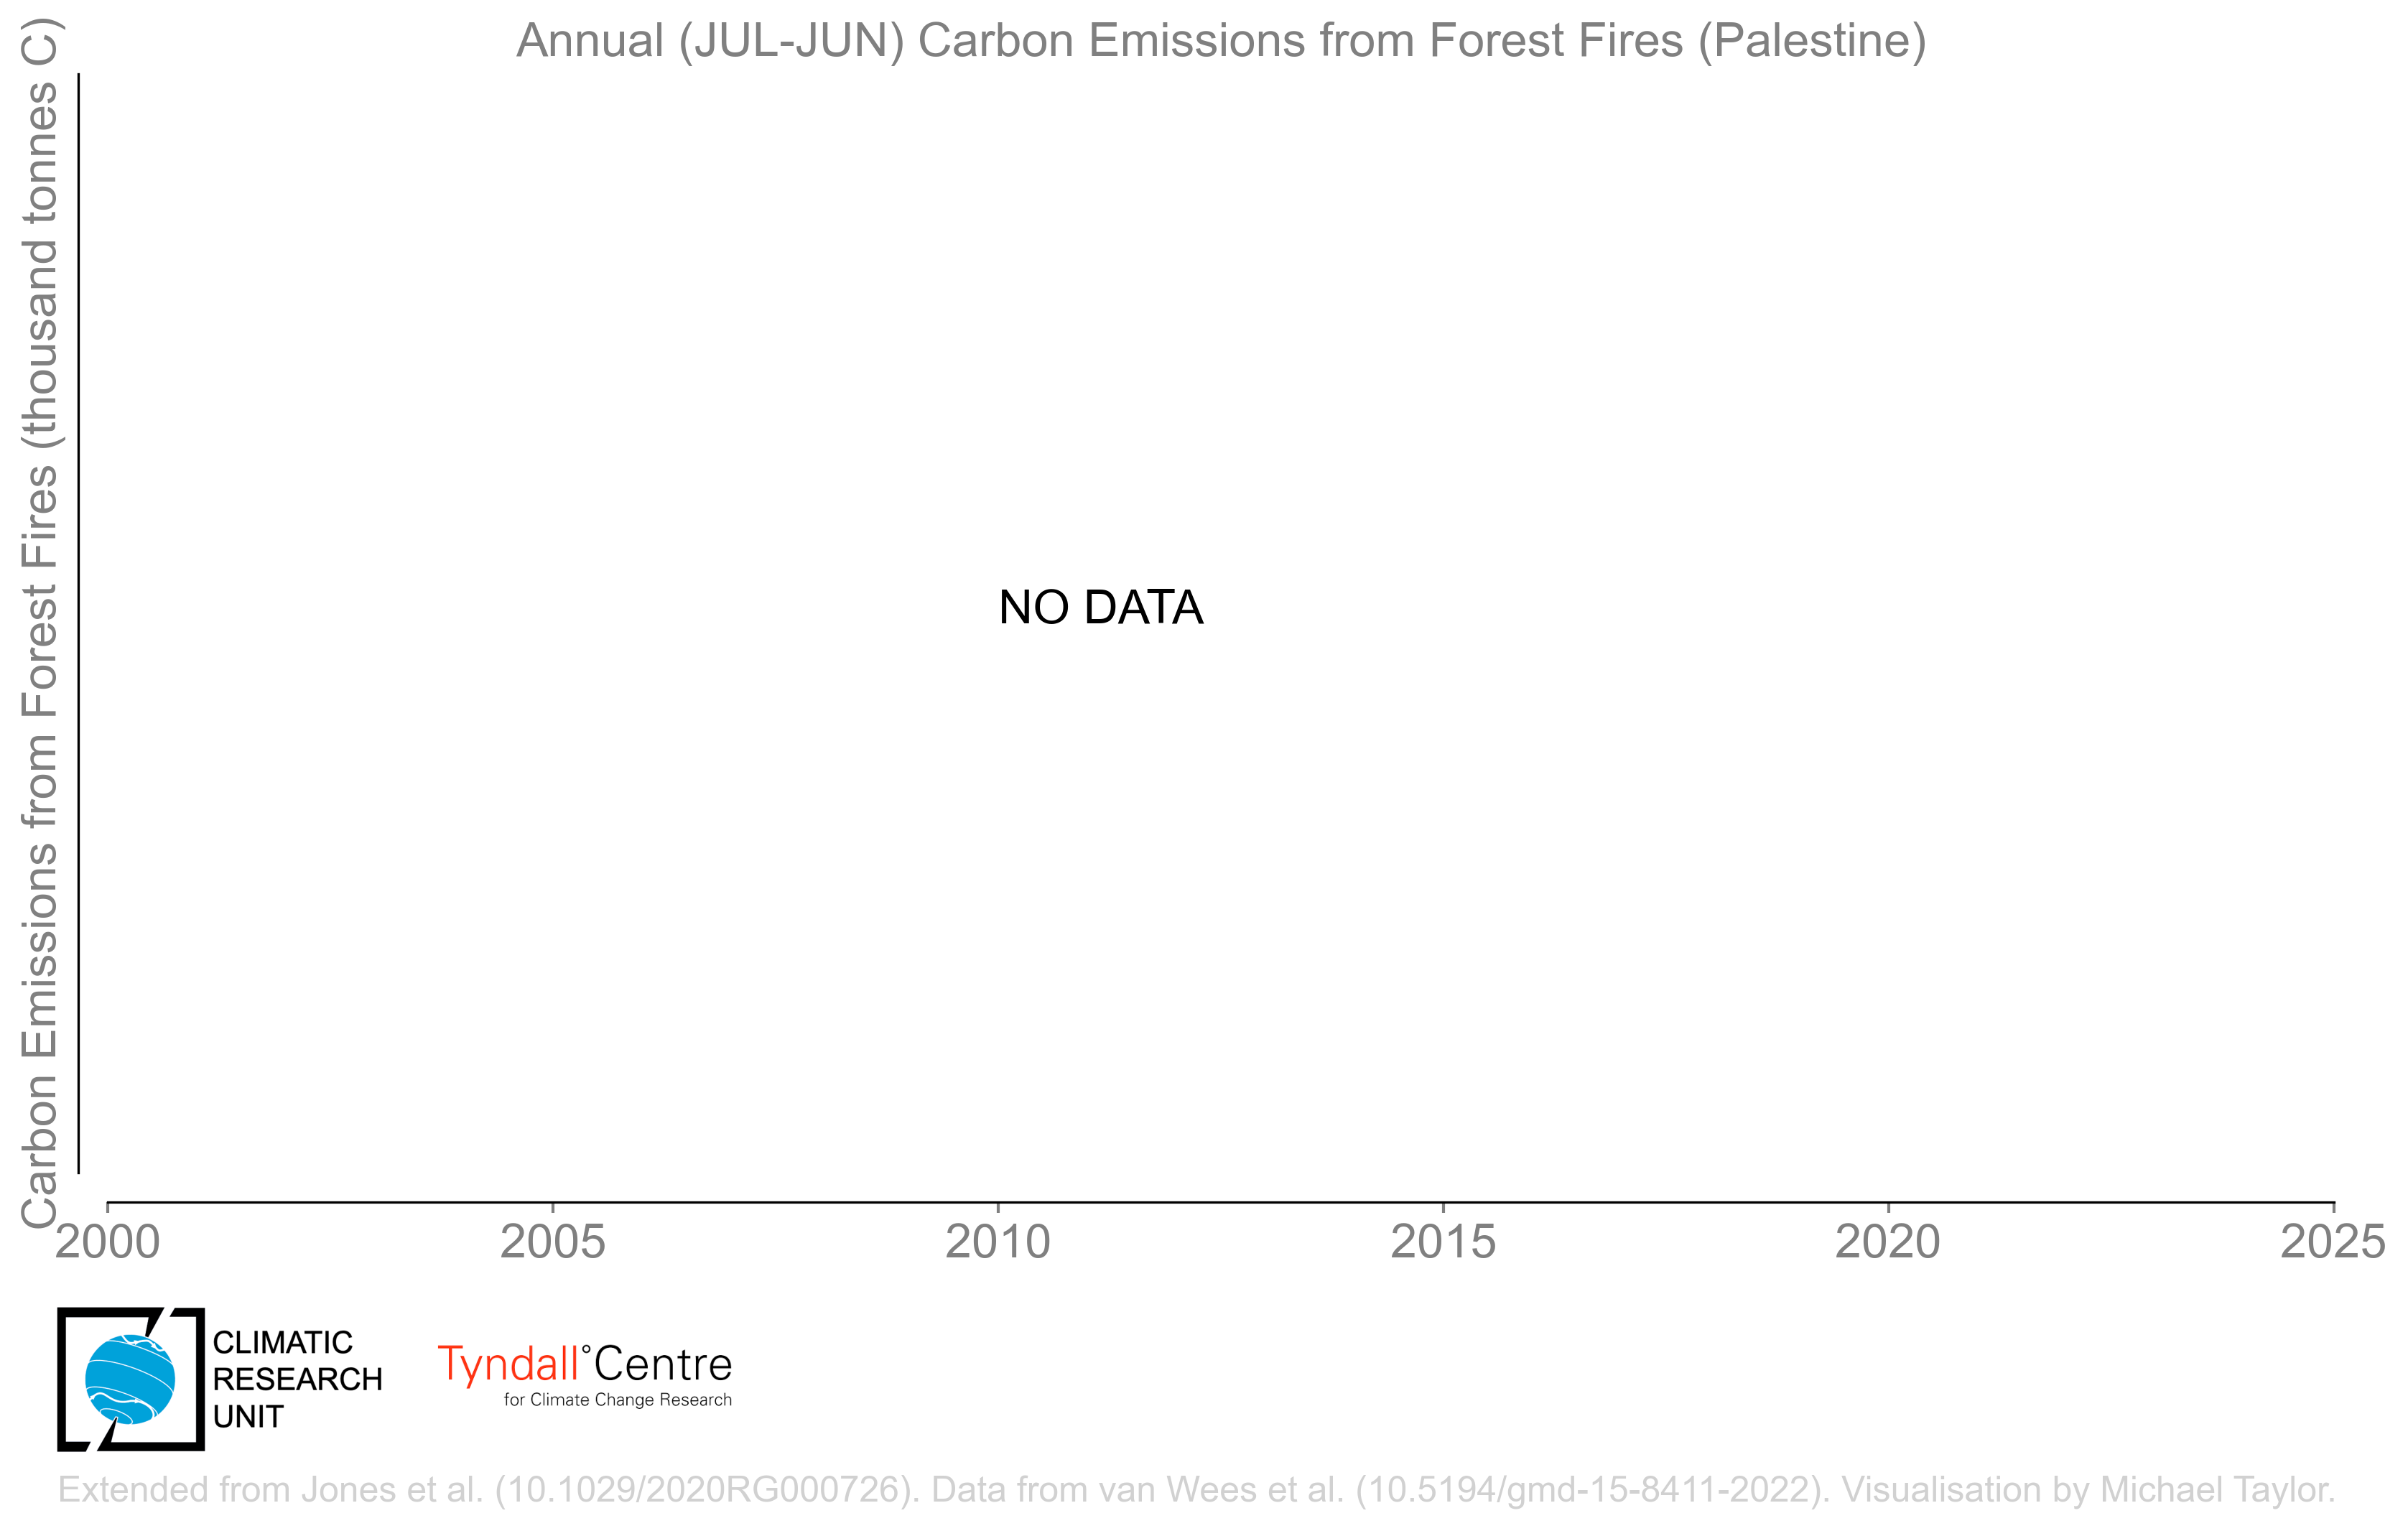 Annual (JUL-JUN) Carbon Emissions from Forest Fires (Palestine)
Carbon Emissions from Forest Fires (thousand tonnes C)
NO DATA
2000 2005 2010 2015 2020 2025
CLIMATIC
RESEARCH
UNIT
Tyndall°Centre
for Climate Change Research
Extended from Jones et al. (10.1029/2020RG000726). Data from van Wees et al. (10.5194/gmd-15-8411-2022). Visualisation by Michael Taylor.